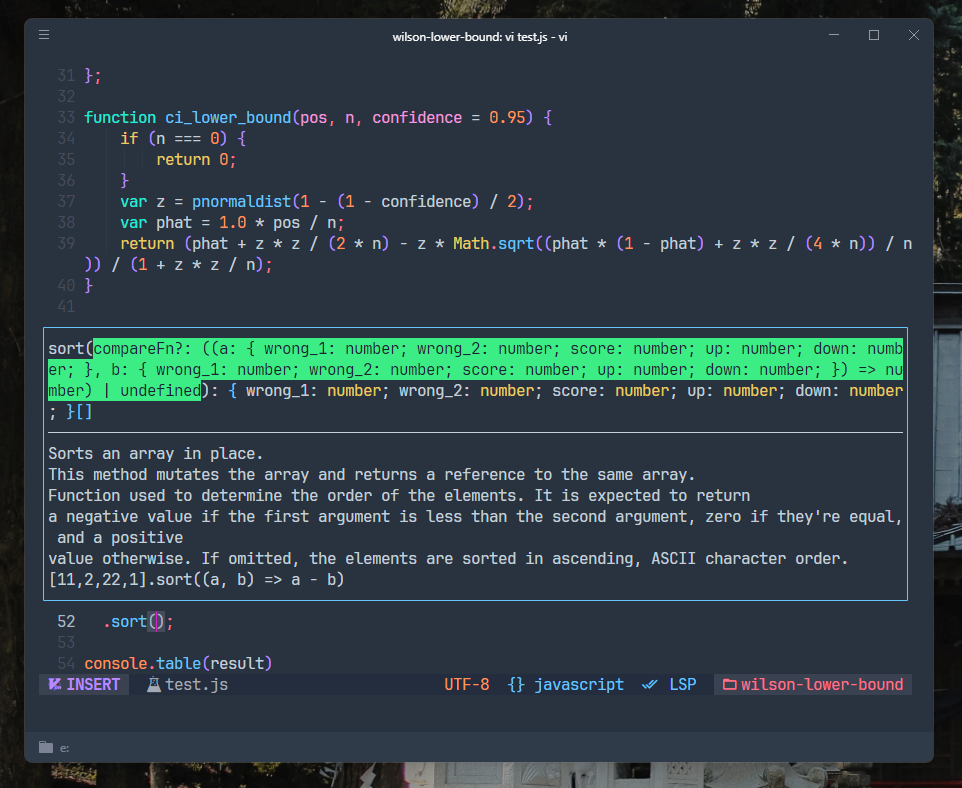 wilson-lower-bound: vi test.js - vi
31 };
32
33 function ci_lower_bound(pos, n, confidence = 0.95) {
34 if (n === 0) {
35 return 0;
36 }
37 var z = pnormaldist(1 - (1 - confidence) / 2);
38 var phat = 1.0 * pos / n;
39 return (phat + z * z / (2 * n) - z * Math.sqrt((phat * (1 - phat) + z * z / (4 * n)) / n
)) / (1 + z * z / n);
40 }
41
sort(compareFn?: ((a: { wrong_1: number; wrong_2: number; score: number; up: number; down: numb
er; }, b: { wrong_1: number; wrong_2: number; score: number; up: number; down: number; }) => nu
mber) | undefined): { wrong_1: number; wrong_2: number; score: number; up: number; down: number
; }[]
Sorts an array in place.
This method mutates the array and returns a reference to the same array.
Function used to determine the order of the elements. It is expected to return
a negative value if the first argument is less than the second argument, zero if they're equal,
and a positive
value otherwise. If omitted, the elements are sorted in ascending, ASCII character order.
[11,2,22,1].sort((a, b) => a - b)
52 .sort();
53
54 console.table(result)
INSERT test.js UTF-8 {} javascript LSP wilson-lower-bound
e: